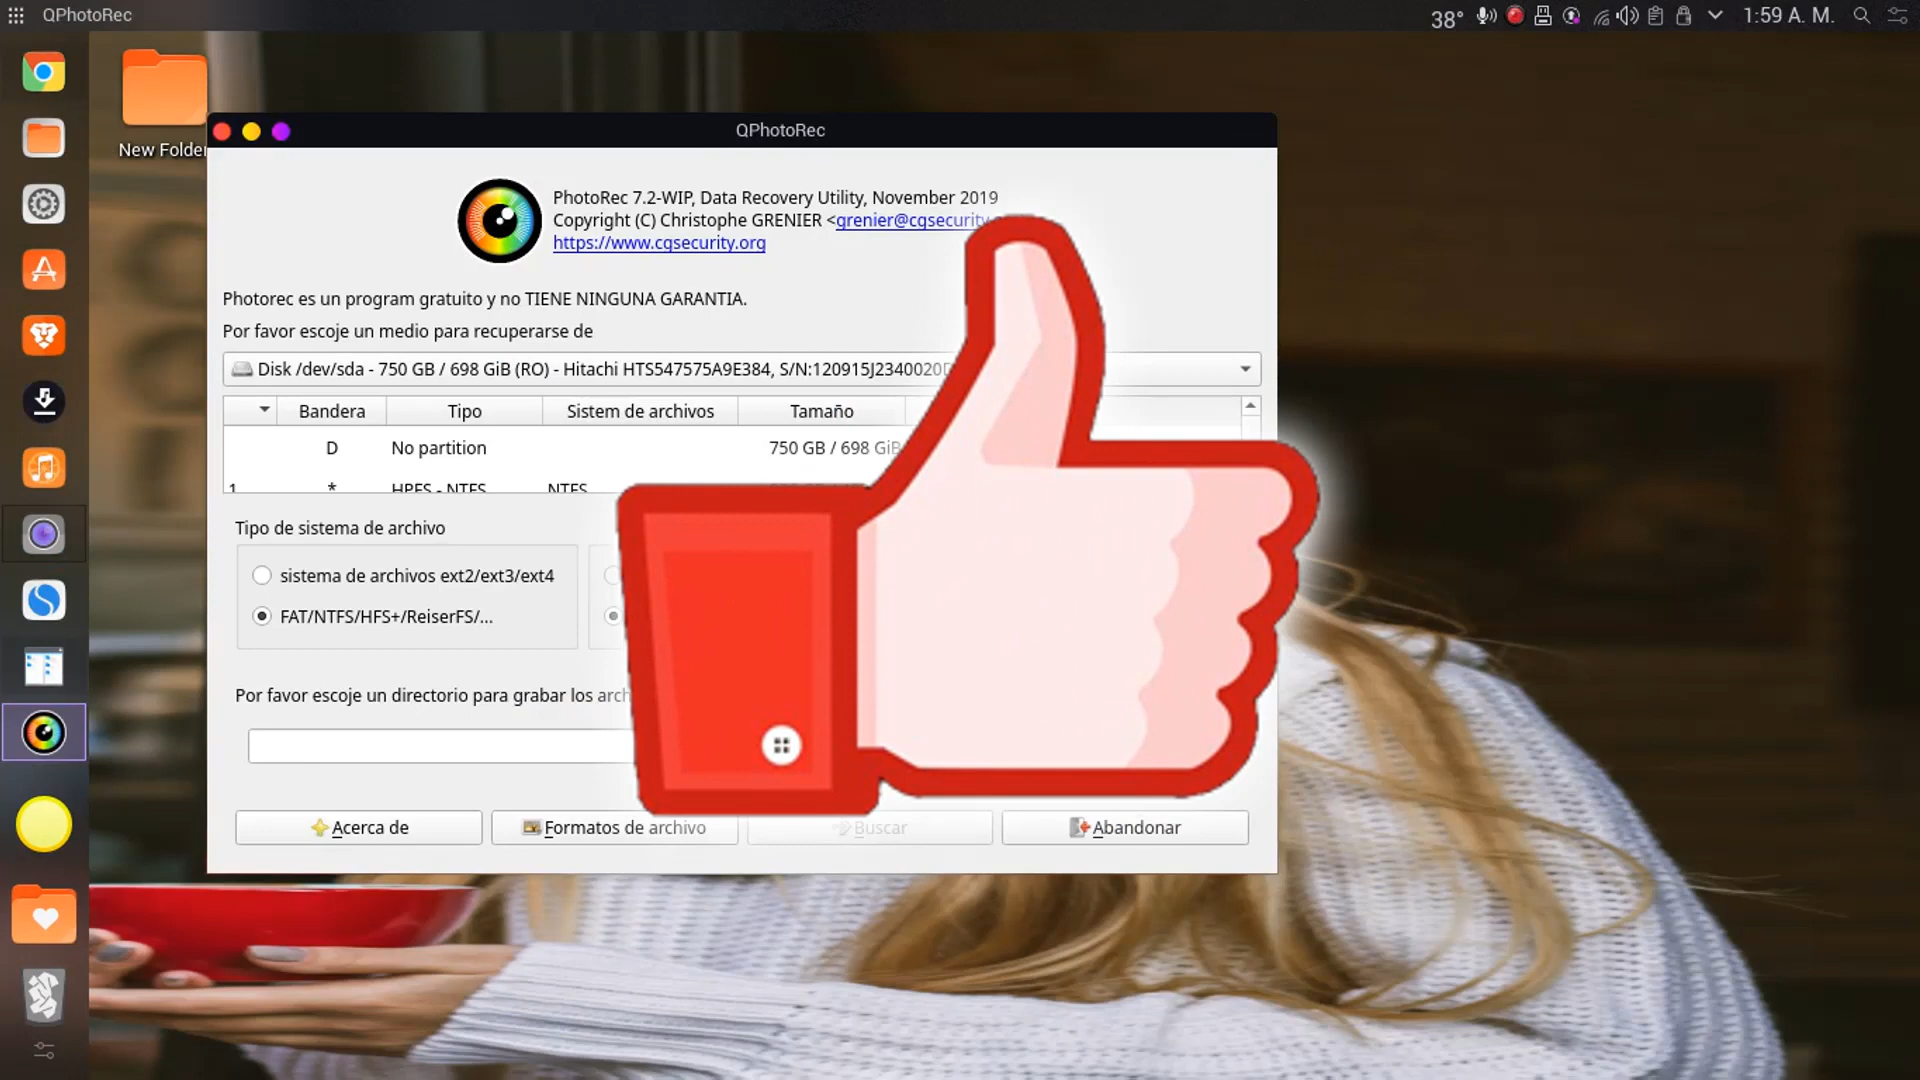 QPhotoRec
38° 1:59 A. M.
New Folder
QPhotoRec
PhotoRec 7.2-WIP, Data Recovery Utility, November 2019
Copyright (C) Christophe GRENIER <grenier@cgsecurity.
https://www.cgsecurity.org
Photorec es un program gratuito y no TIENE NINGUNA GARANTIA.
Por favor escoje un medio para recuperarse de
Disk /dev/sda - 750 GB / 698 GiB (RO) - Hitachi HTS547575A9E384, S/N:120915J2340020D
Bandera Tipo Sistem de archivos Tamaño
D No partition 750 GB / 698 GiB
1 * HPFS - NTFS NTFS
Tipo de sistema de archivo
sistema de archivos ext2/ext3/ext4
FAT/NTFS/HFS+/ReiserFS/...
Por favor escoje un directorio para grabar los arch
Acerca de Formatos de archivo Buscar Abandonar